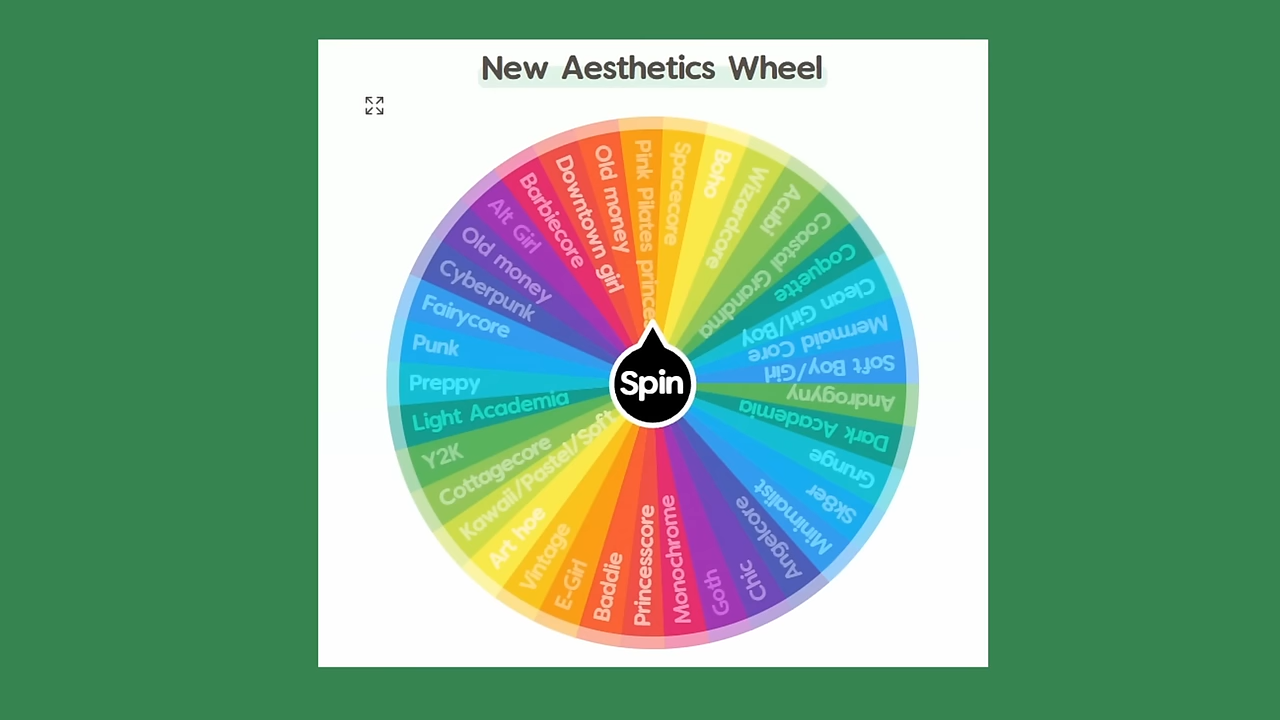 New Aesthetics Wheel
Pink Pilates princes
Spacecore
Boho
Wizardcore
Acubi
Coastal Grandma
Coquette
Clean Girl/Boy
Mermaid Core
Soft Boy/Girl
Androgyny
Dark Academia
Grunge
Sk8er
Minimalist
Angelcore
Chic
Goth
Monochrome
Princesscore
Baddie
E-Girl
Vintage
Art hoe
Kawaii/Pastel/Soft
Cottagecore
Y2K
Light Academia
Preppy
Punk
Fairycore
Cyberpunk
Old money
Alt Girl
Barbiecore
Downtown girl
Old money
Spin